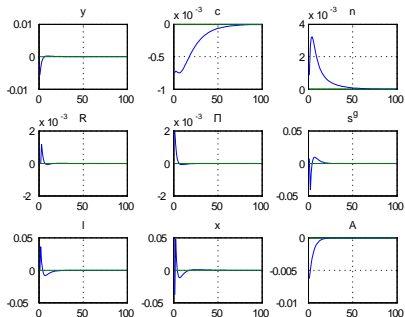 y c n
0.01 0 -0.01 0 50 100
x 10 -3 0 -0.5 -1 0 50 100
x 10 -3 4 2 0 0 50 100
R Π s g
x 10 -3 2 0 -2 0 50 100
x 10 -3 2 0 -2 0 50 100
0.05 0 -0.05 0 50 100
I x A
0.05 0 -0.05 0 50 100
0.05 0 -0.05 0 50 100
0 -0.005 -0.01 0 50 100